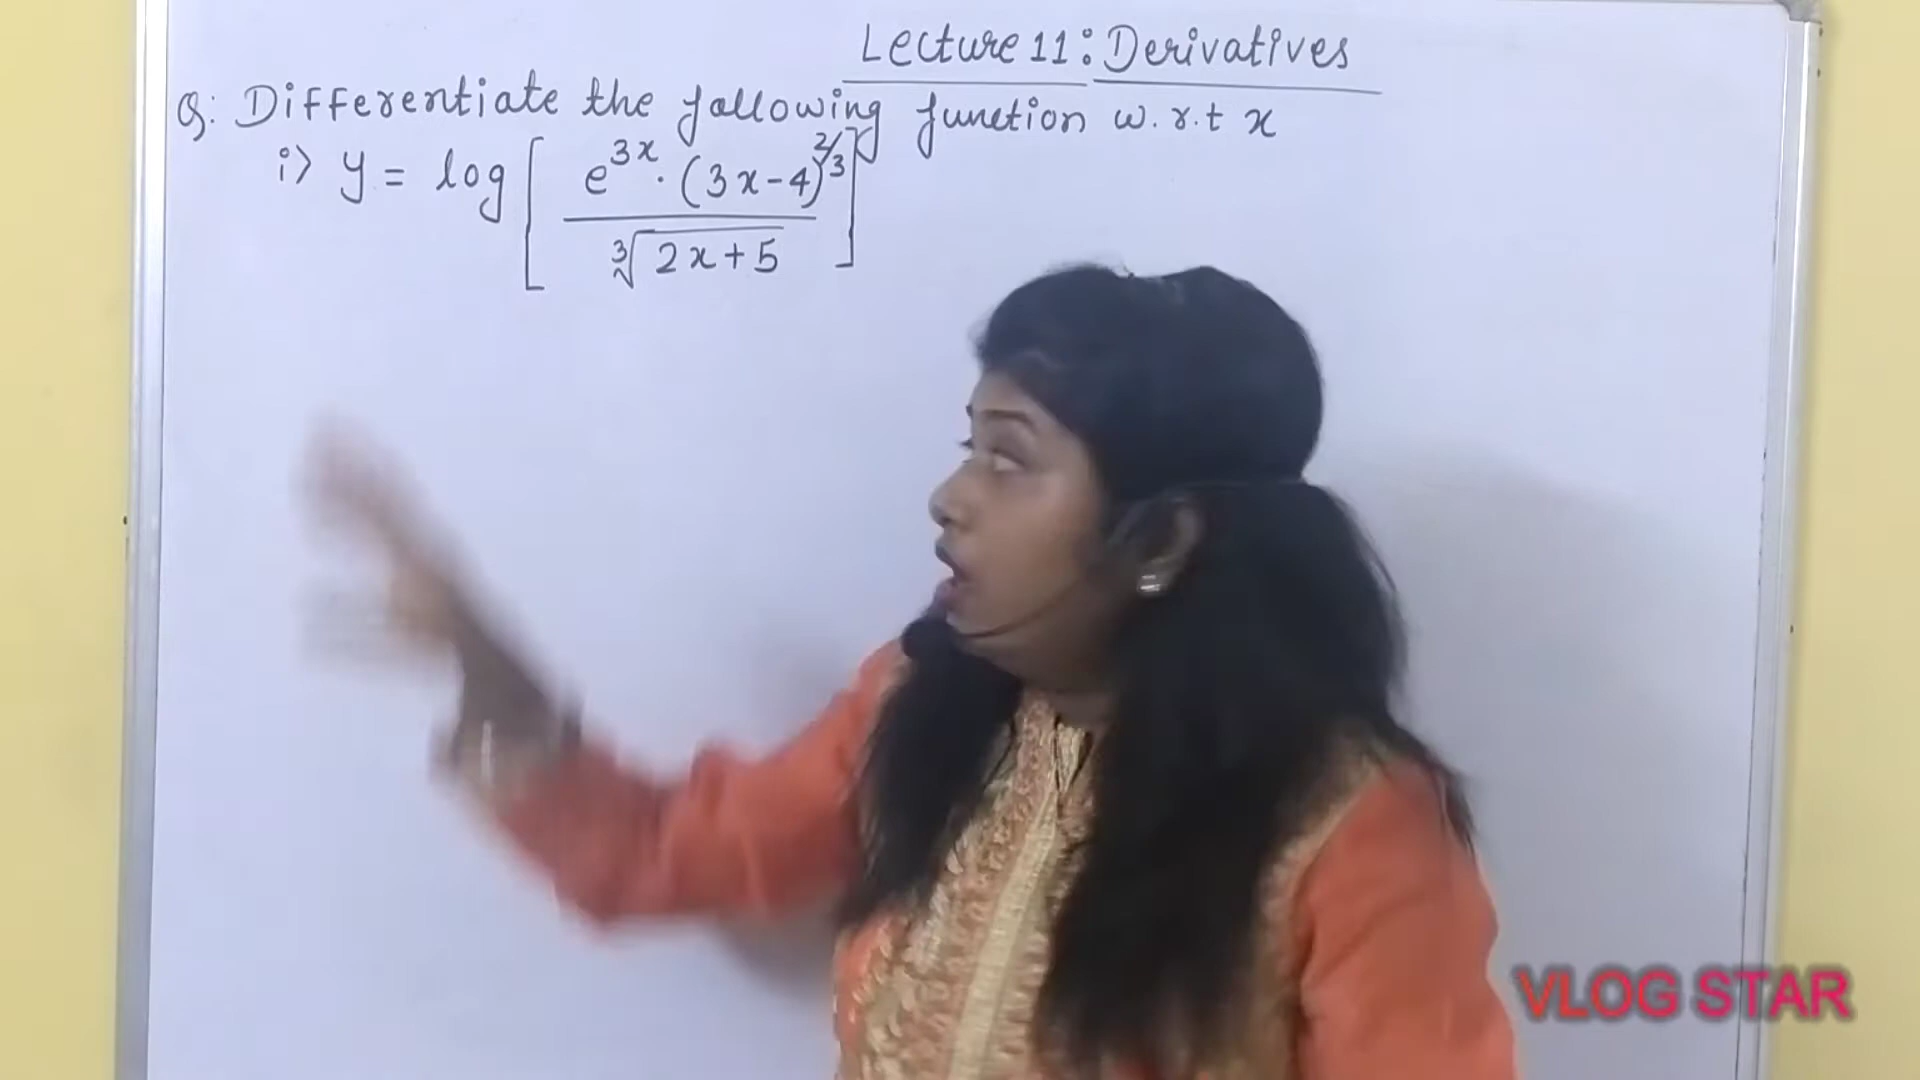 Lecture 11: Derivatives
Q: Differentiate the following function w.r.t x
i> y = log [ e^{3x} · (3x-4)^{2/3} / ∛(2x+5) ]
VLOG STAR